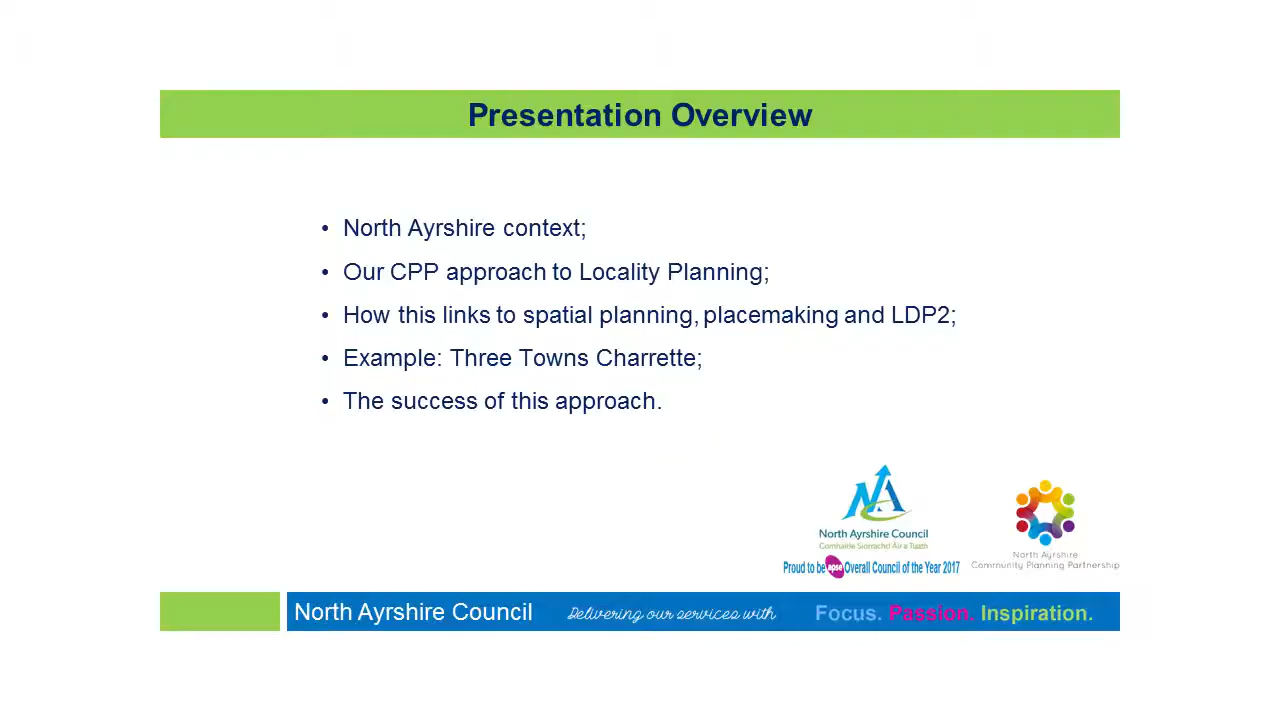 Presentation Overview
• North Ayrshire context;
• Our CPP approach to Locality Planning;
• How this links to spatial planning, placemaking and LDP2;
• Example: Three Towns Charrette;
• The success of this approach.
North Ayrshire Council
Comhairle Siorrachd Àir a Tuath
Proud to be apse Overall Council of the Year 2017
North Ayrshire
Community Planning Partnership
North Ayrshire Council Delivering our services with Focus. Passion. Inspiration.